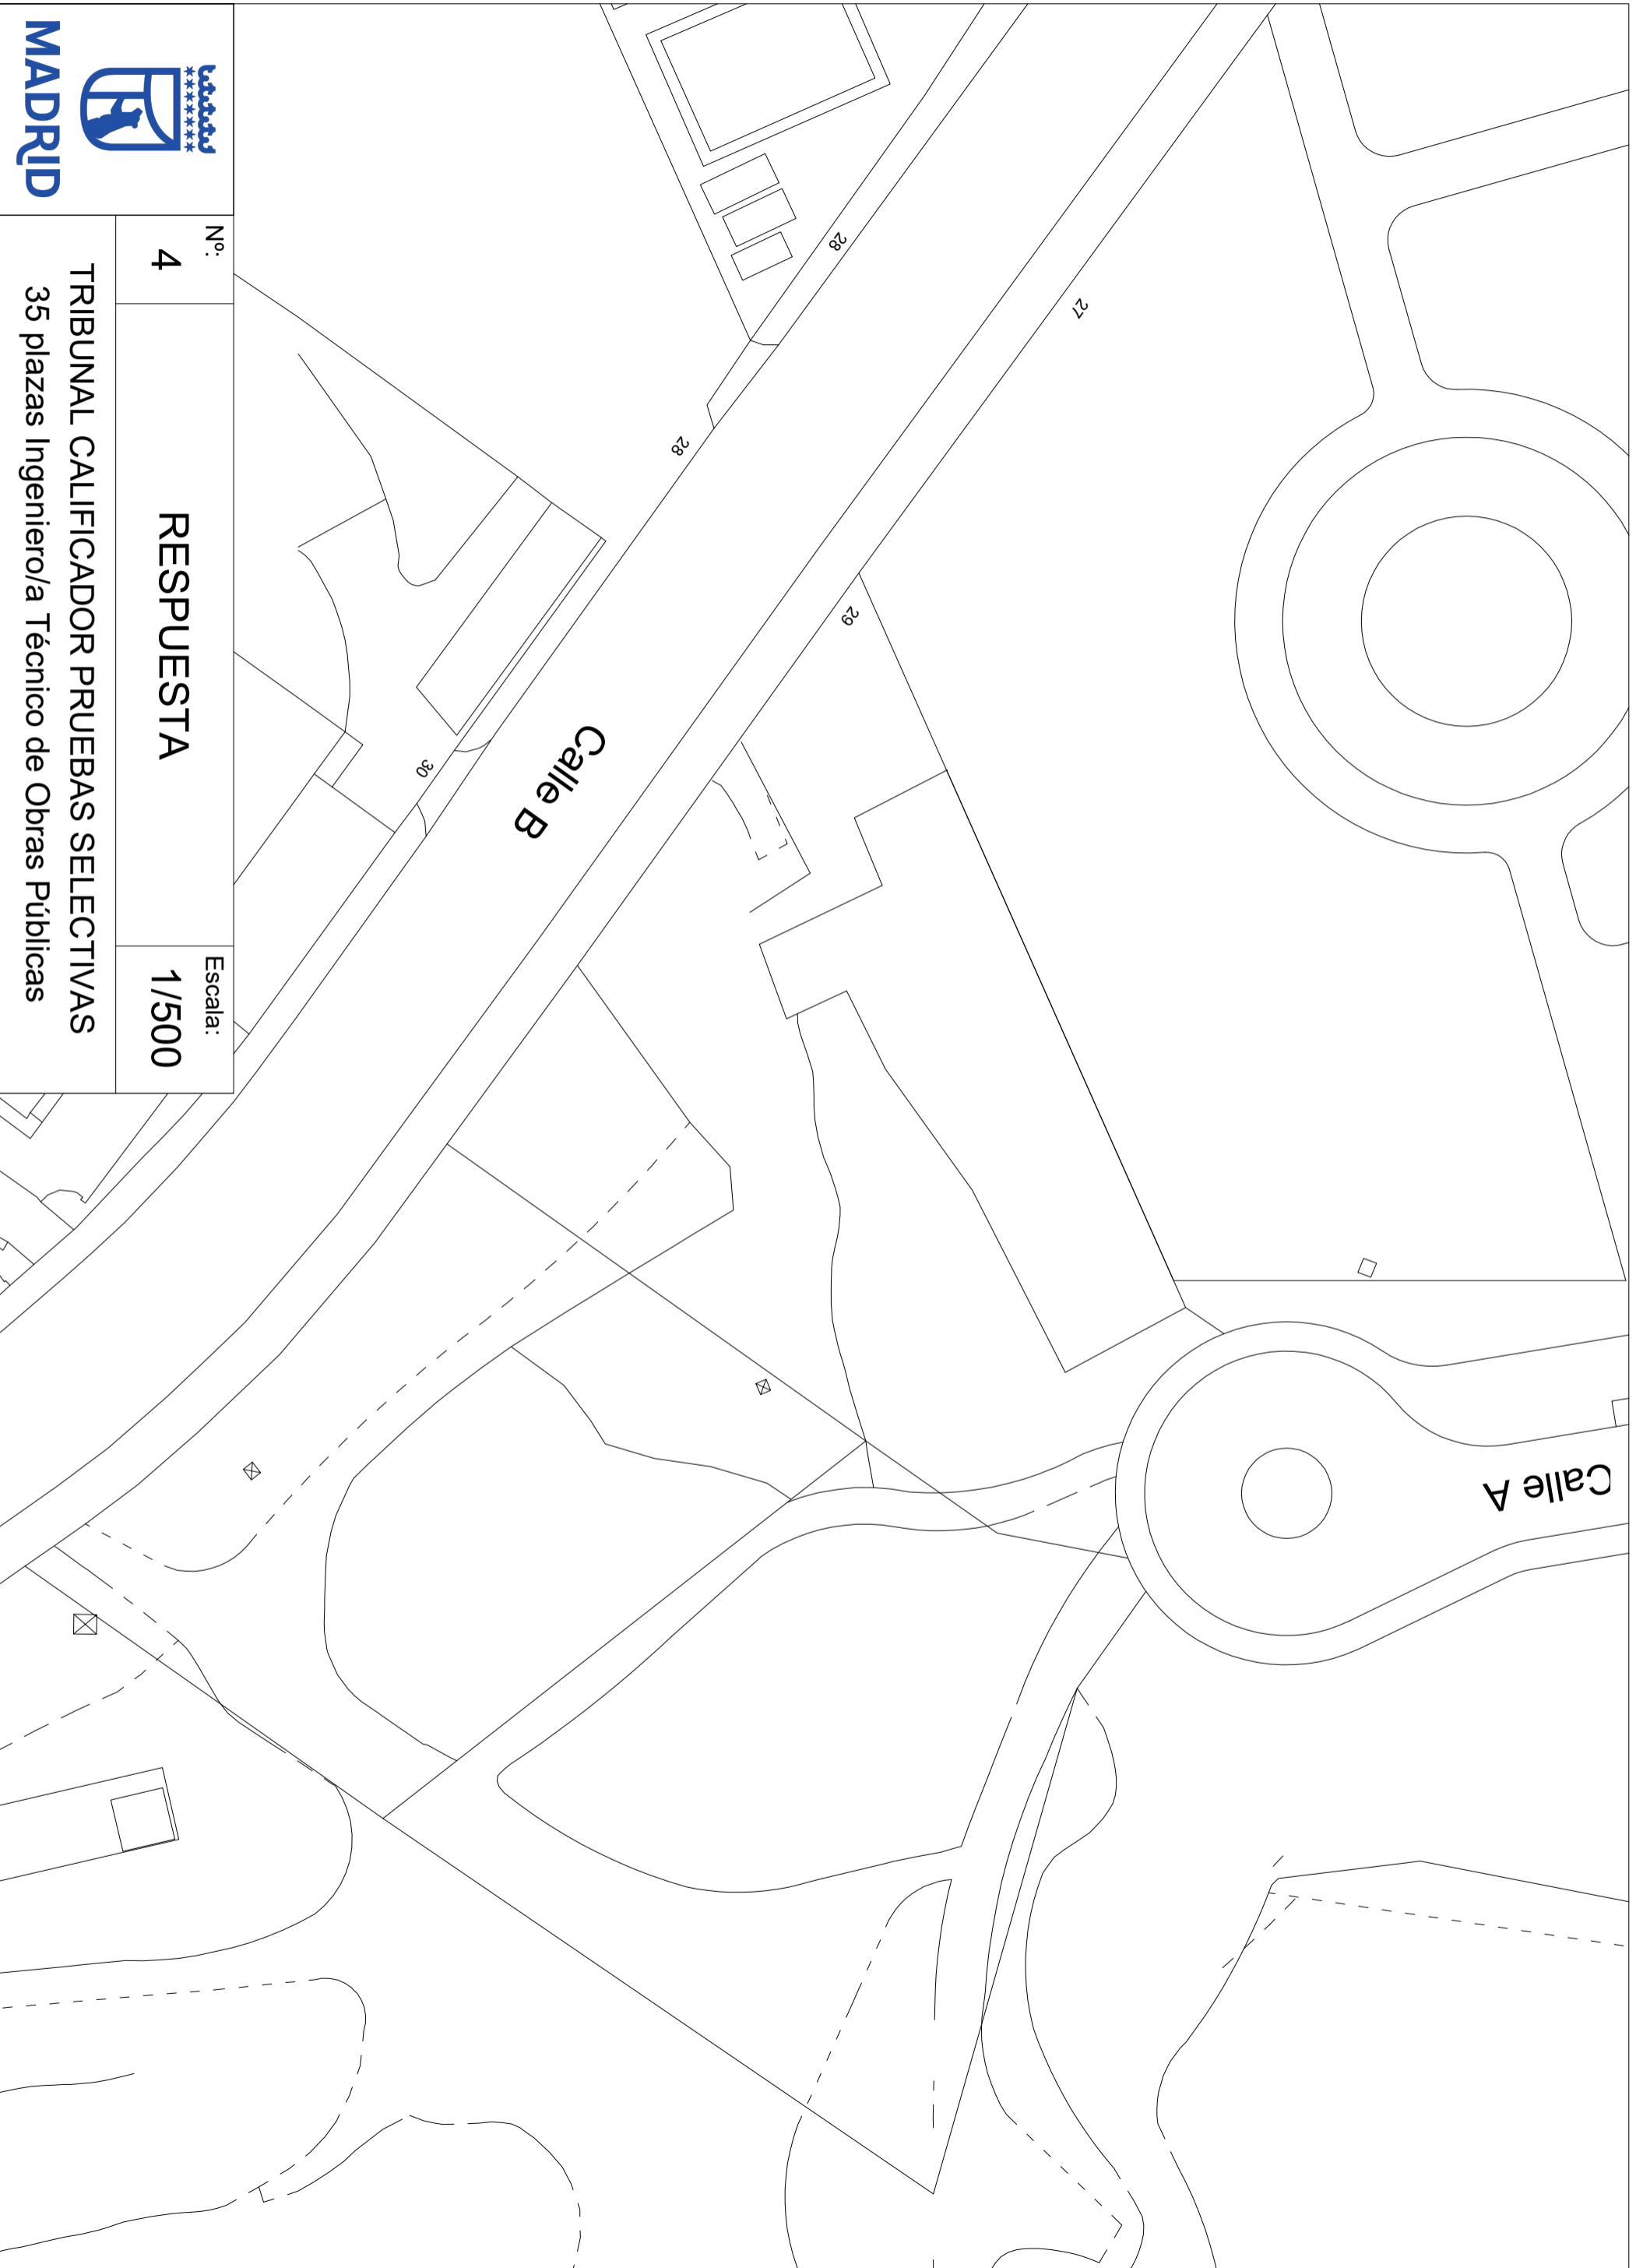 MADRID
Nº:
4
RESPUESTA
Escala:
1/500
TRIBUNAL CALIFICADOR PRUEBAS SELECTIVAS
35 plazas Ingeniero/a Técnico de Obras Públicas
Calle A
Calle B
27
28
28
29
30